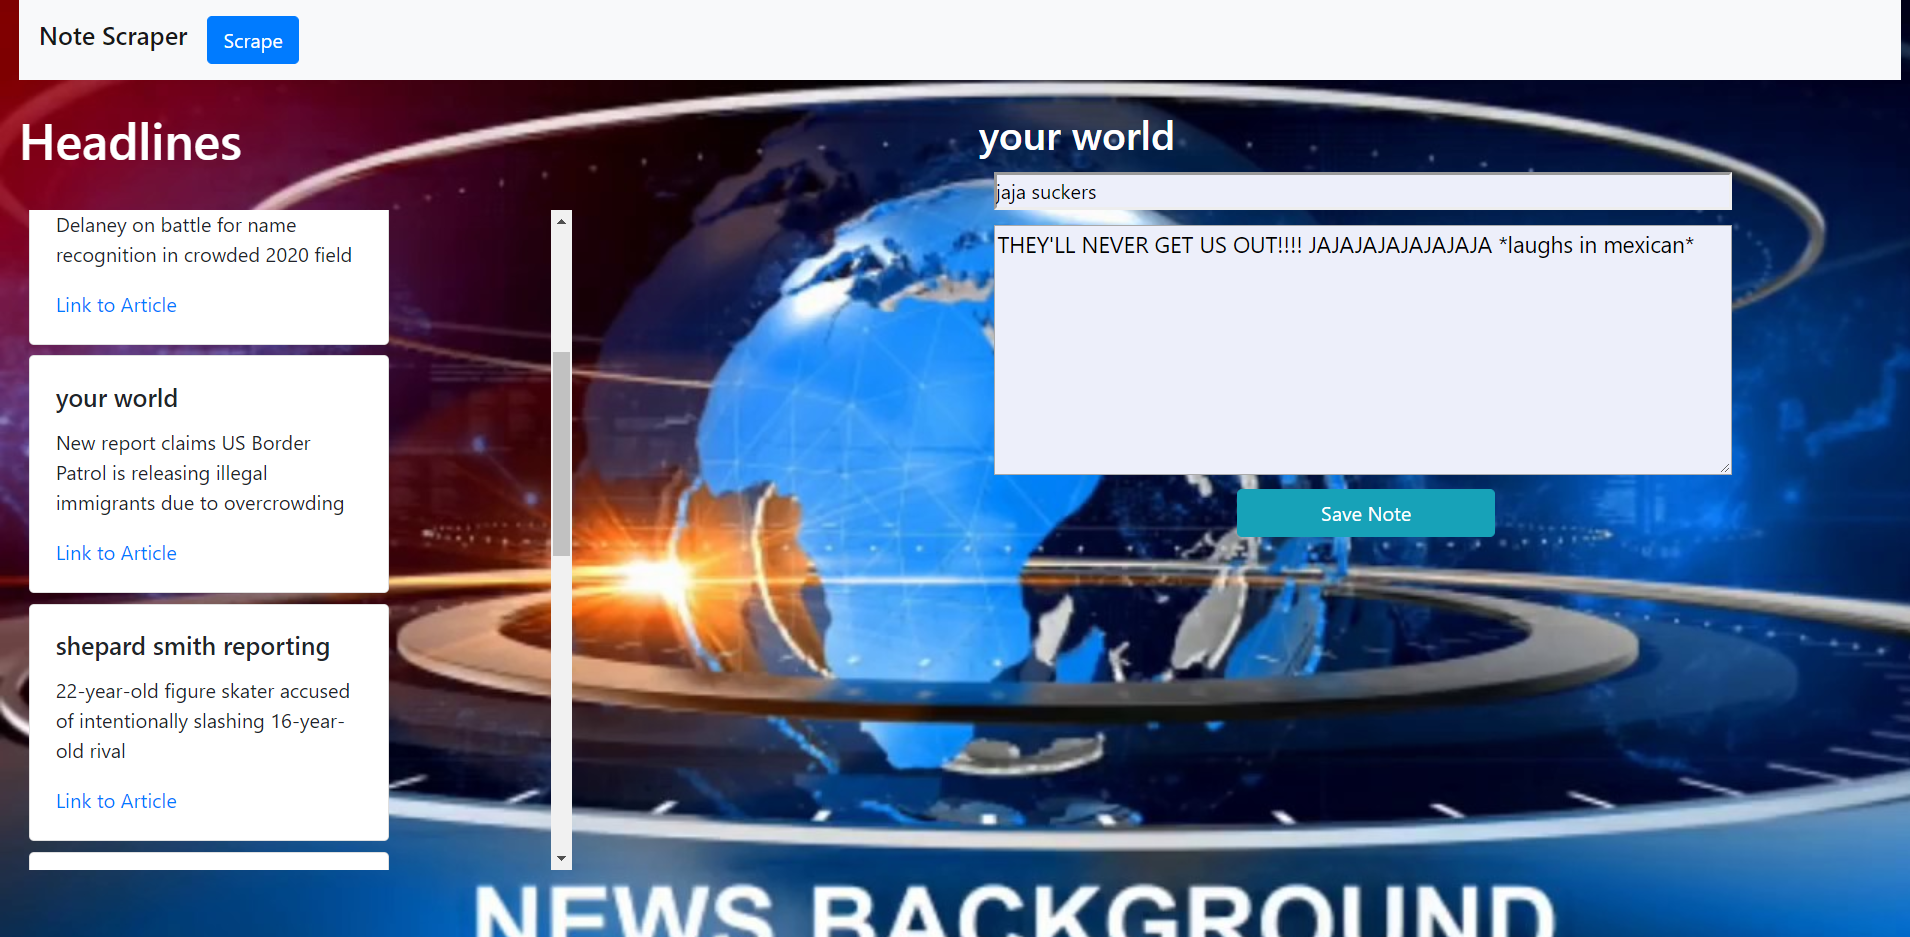 Note Scraper
Scrape
Headlines
Delaney on battle for name
recognition in crowded 2020 field
Link to Article
your world
New report claims US Border
Patrol is releasing illegal
immigrants due to overcrowding
Link to Article
shepard smith reporting
22-year-old figure skater accused
of intentionally slashing 16-year-
old rival
Link to Article
your world
jaja suckers
THEY'LL NEVER GET US OUT!!!! JAJAJAJAJAJAJAJA *laughs in mexican*
Save Note
NEWS BACKGROUND